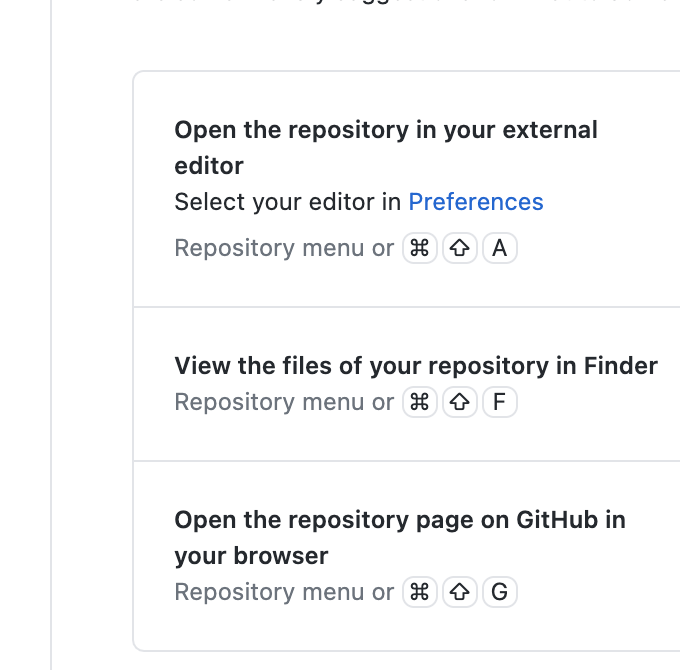 Open the repository in your external
editor
Select your editor in Preferences
Repository menu or ⌘ ⇧ A
View the files of your repository in Finder
Repository menu or ⌘ ⇧ F
Open the repository page on GitHub in
your browser
Repository menu or ⌘ ⇧ G